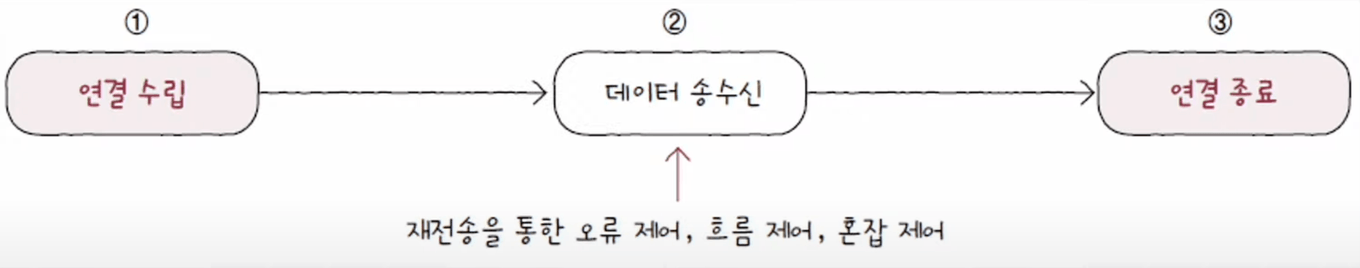 ① ② ③
연결 수립 데이터 송수신 연결 종료
재전송을 통한 오류 제어, 흐름 제어, 혼잡 제어